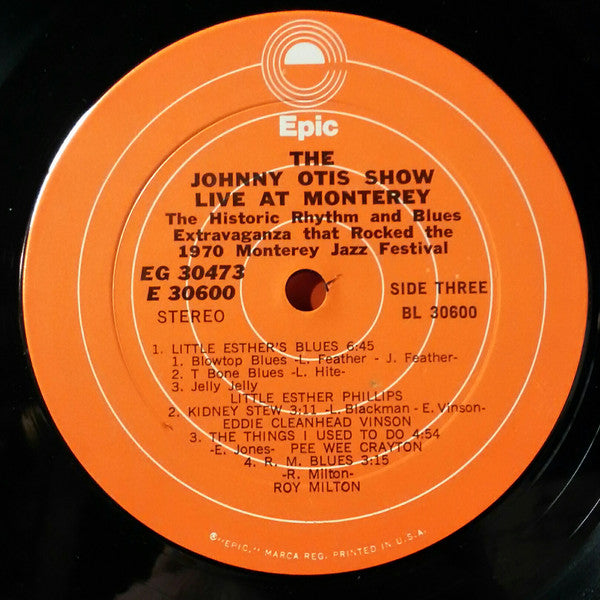 Epic
THE
JOHNNY OTIS SHOW
LIVE AT MONTEREY
The Historic Rhythm and Blues
Extravaganza that Rocked the
1970 Monterey Jazz Festival
EG 30473
E 30600
STEREO
SIDE THREE
BL 30600
1. LITTLE ESTHER'S BLUES 6:45
1. Blowtop Blues -L. Feather - J. Feather-
2. T Bone Blues -L. Hite-
3. Jelly Jelly
LITTLE ESTHER PHILLIPS
2. KIDNEY STEW 3:11 -L. Blackman - E. Vinson-
EDDIE CLEANHEAD VINSON
3. THE THINGS I USED TO DO 4:54
-E. Jones- PEE WEE CRAYTON
4. R. M. BLUES 3:15
-R. Milton-
ROY MILTON
Ⓟ "EPIC," MARCA REG. PRINTED IN U.S.A.